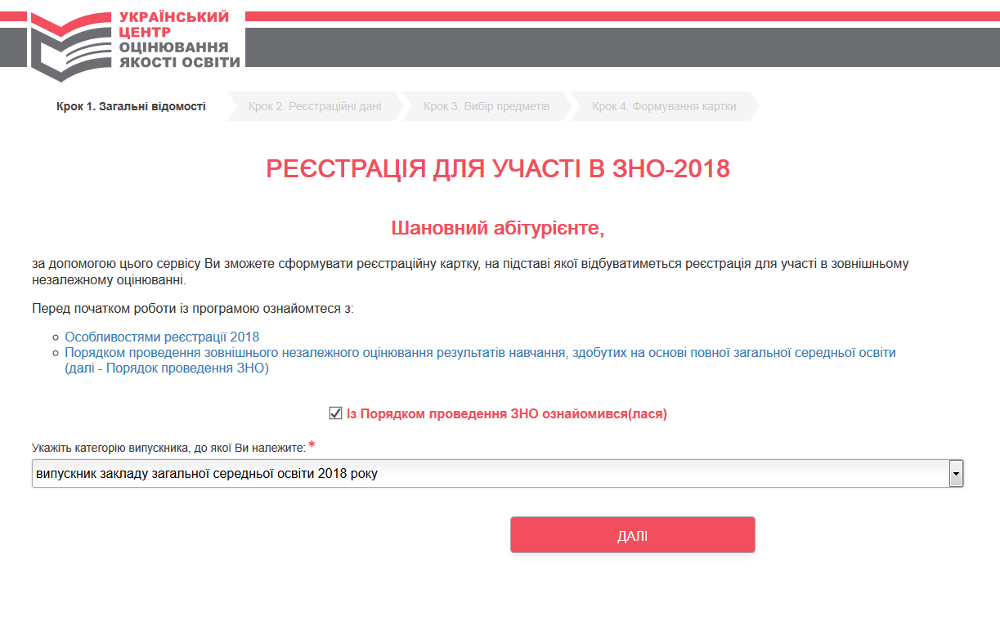 УКРАЇНСЬКИЙ
ЦЕНТР
ОЦІНЮВАННЯ
ЯКОСТІ ОСВІТИ
Крок 1. Загальні відомості
Крок 2. Реєстраційні дані
Крок 3. Вибір предметів
Крок 4. Формування картки
РЕЄСТРАЦІЯ ДЛЯ УЧАСТІ В ЗНО-2018
Шановний абітурієнте,
за допомогою цього сервісу Ви зможете сформувати реєстраційну картку, на підставі якої відбуватиметься реєстрація для участі в зовнішньому
незалежному оцінюванні.
Перед початком роботи із програмою ознайомтеся з:
Особливостями реєстрації 2018
Порядком проведення зовнішнього незалежного оцінювання результатів навчання, здобутих на основі повної загальної середньої освіти
(далі - Порядок проведення ЗНО)
Із Порядком проведення ЗНО ознайомився(лася)
Укажіть категорію випускника, до якої Ви належите: *
випускник закладу загальної середньої освіти 2018 року
ДАЛІ